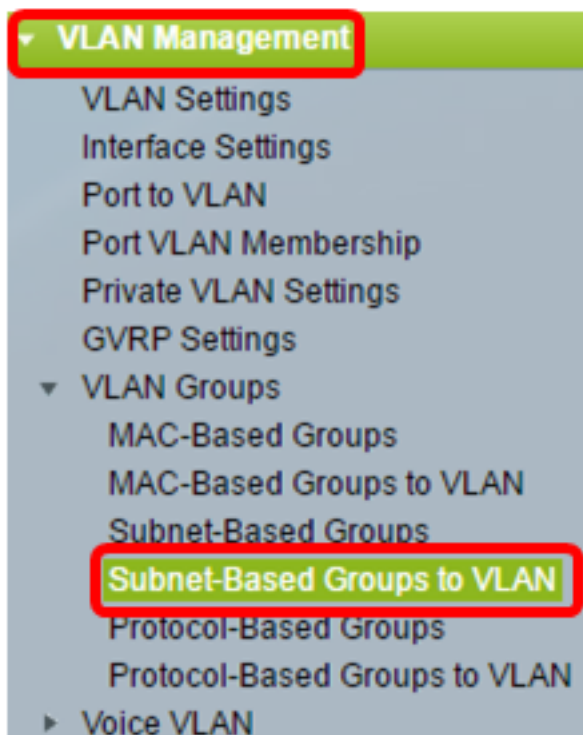 VLAN Management
VLAN Settings
Interface Settings
Port to VLAN
Port VLAN Membership
Private VLAN Settings
GVRP Settings
VLAN Groups
MAC-Based Groups
MAC-Based Groups to VLAN
Subnet-Based Groups
Subnet-Based Groups to VLAN
Protocol-Based Groups
Protocol-Based Groups to VLAN
Voice VLAN